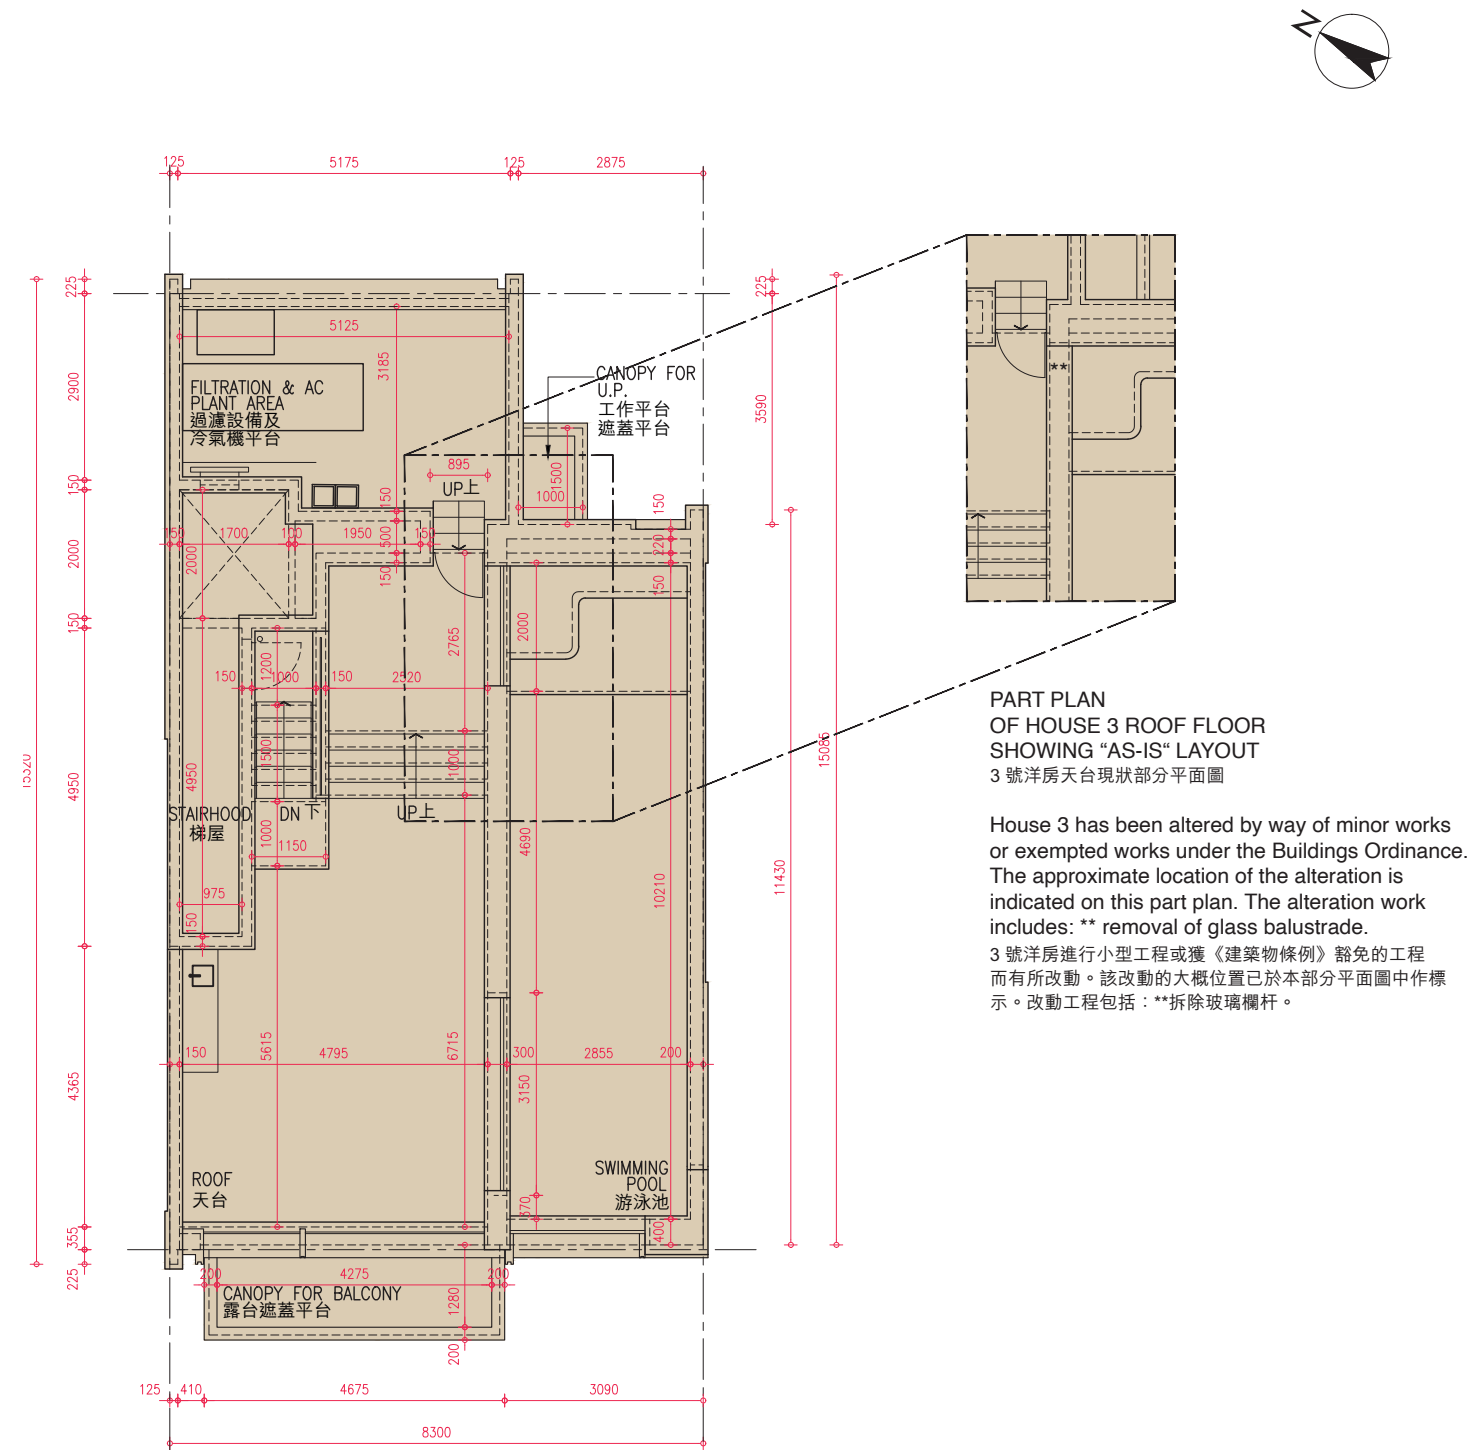 N
125 5175 125 2875
225
2900
150
2000
150
4950
4365
355
225
15320
5125
3185
FILTRATION & AC
PLANT AREA
過濾設備及
冷氣機平台
CANOPY FOR
U.P.
工作平台
遮蓋平台
895
UP上
1500
1000
150
500
150
150 1700 100 1950 150
2000
225
3590
150
220
150
15085
11430
2000
2765
1200
150 1000 150 2520
1500
1000
4950
STAIRHOOD
梯屋
DN 下
UP上
1000
1150
975
150
4690
10210
150 4795 300 2855 200
5615
6715
3150
370
400
ROOF
天台
SWIMMING
POOL
游泳池
200 4275 200
CANOPY FOR BALCONY
露台遮蓋平台
1280
200
125 410 4675 3090
8300
**
PART PLAN
OF HOUSE 3 ROOF FLOOR
SHOWING “AS-IS“ LAYOUT
3 號洋房天台現狀部分平面圖
House 3 has been altered by way of minor works
or exempted works under the Buildings Ordinance.
The approximate location of the alteration is
indicated on this part plan. The alteration work
includes: ** removal of glass balustrade.
3 號洋房進行小型工程或獲《建築物條例》豁免的工程
而有所改動。該改動的大概位置已於本部分平面圖中作標
示。改動工程包括：**拆除玻璃欄杆。